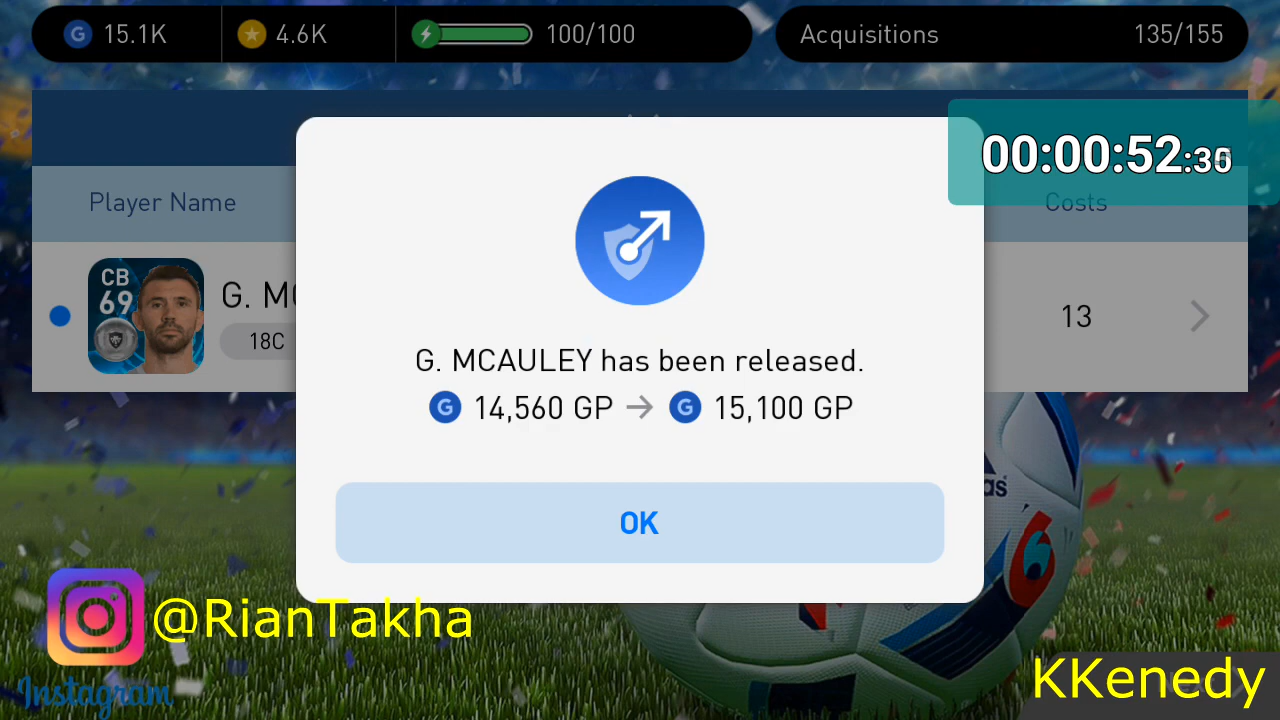 15.1K
4.6K
100/100
Acquisitions 135/155
00:00:52
Player Name
Costs
CB
69
G. MC
18C
13
G. MCAULEY has been released.
G 14,560 GP → G 15,100 GP
OK
@RianTakha
Instagram
KKenedy